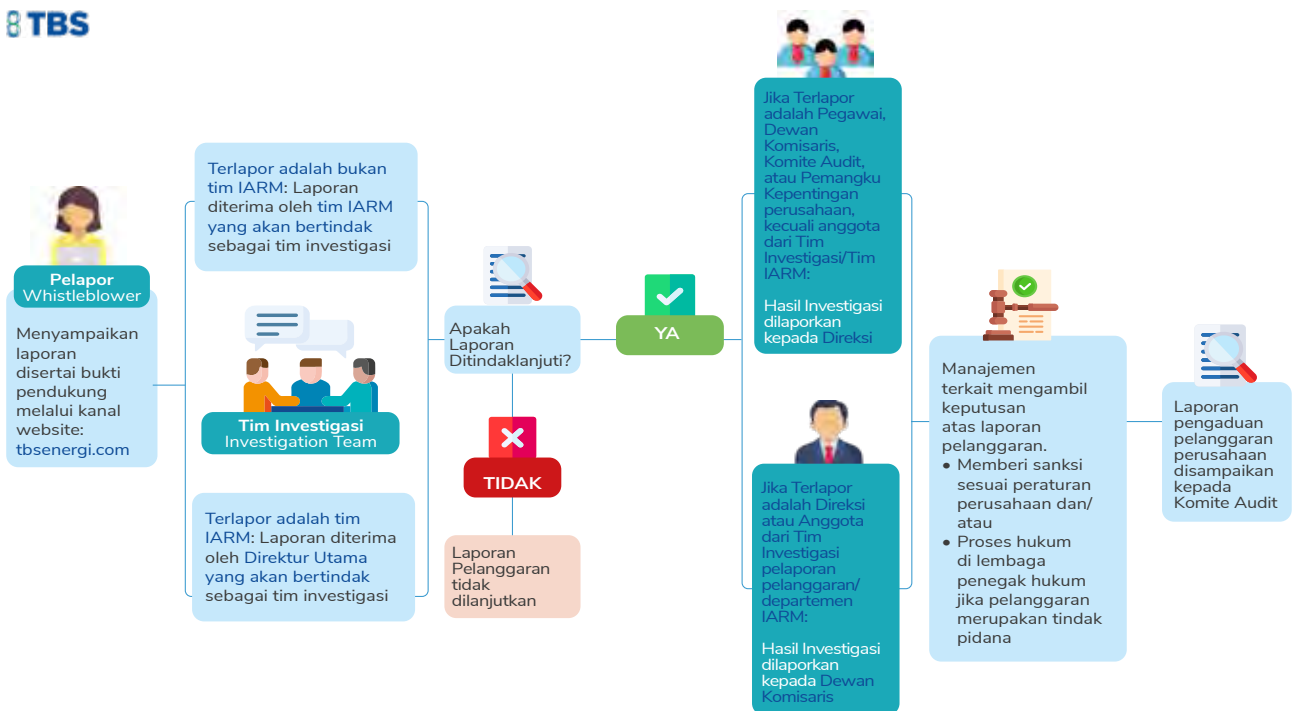 TBS
Pelapor
Whistleblower
Menyampaikan
laporan
disertai bukti
pendukung
melalui kanal
website:
tbsenergi.com
Terlapor adalah bukan
tim IARM: Laporan
diterima oleh tim IARM
yang akan bertindak
sebagai tim investigasi
Tim Investigasi
Investigation Team
Terlapor adalah tim
IARM: Laporan diterima
oleh Direktur Utama
yang akan bertindak
sebagai tim investigasi
Apakah
Laporan
Ditindaklanjuti?
TIDAK
Laporan
Pelanggaran
tidak
dilanjutkan
YA
Jika Terlapor
adalah Pegawai,
Dewan
Komisaris,
Komite Audit,
atau Pemangku
Kepentingan
perusahaan,
kecuali anggota
dari Tim
Investigasi/Tim
IARM:
Hasil Investigasi
dilaporkan
kepada Direksi
Jika Terlapor
adalah Direksi
atau Anggota
dari Tim
Investigasi
pelaporan
pelanggaran/
departemen
IARM:
Hasil Investigasi
dilaporkan
kepada Dewan
Komisaris
Manajemen
terkait mengambil
keputusan
atas laporan
pelanggaran.
• Memberi sanksi
sesuai peraturan
perusahaan dan/
atau
• Proses hukum
di lembaga
penegak hukum
jika pelanggaran
merupakan tindak
pidana
Laporan
pengaduan
pelanggaran
perusahaan
disampaikan
kepada
Komite Audit